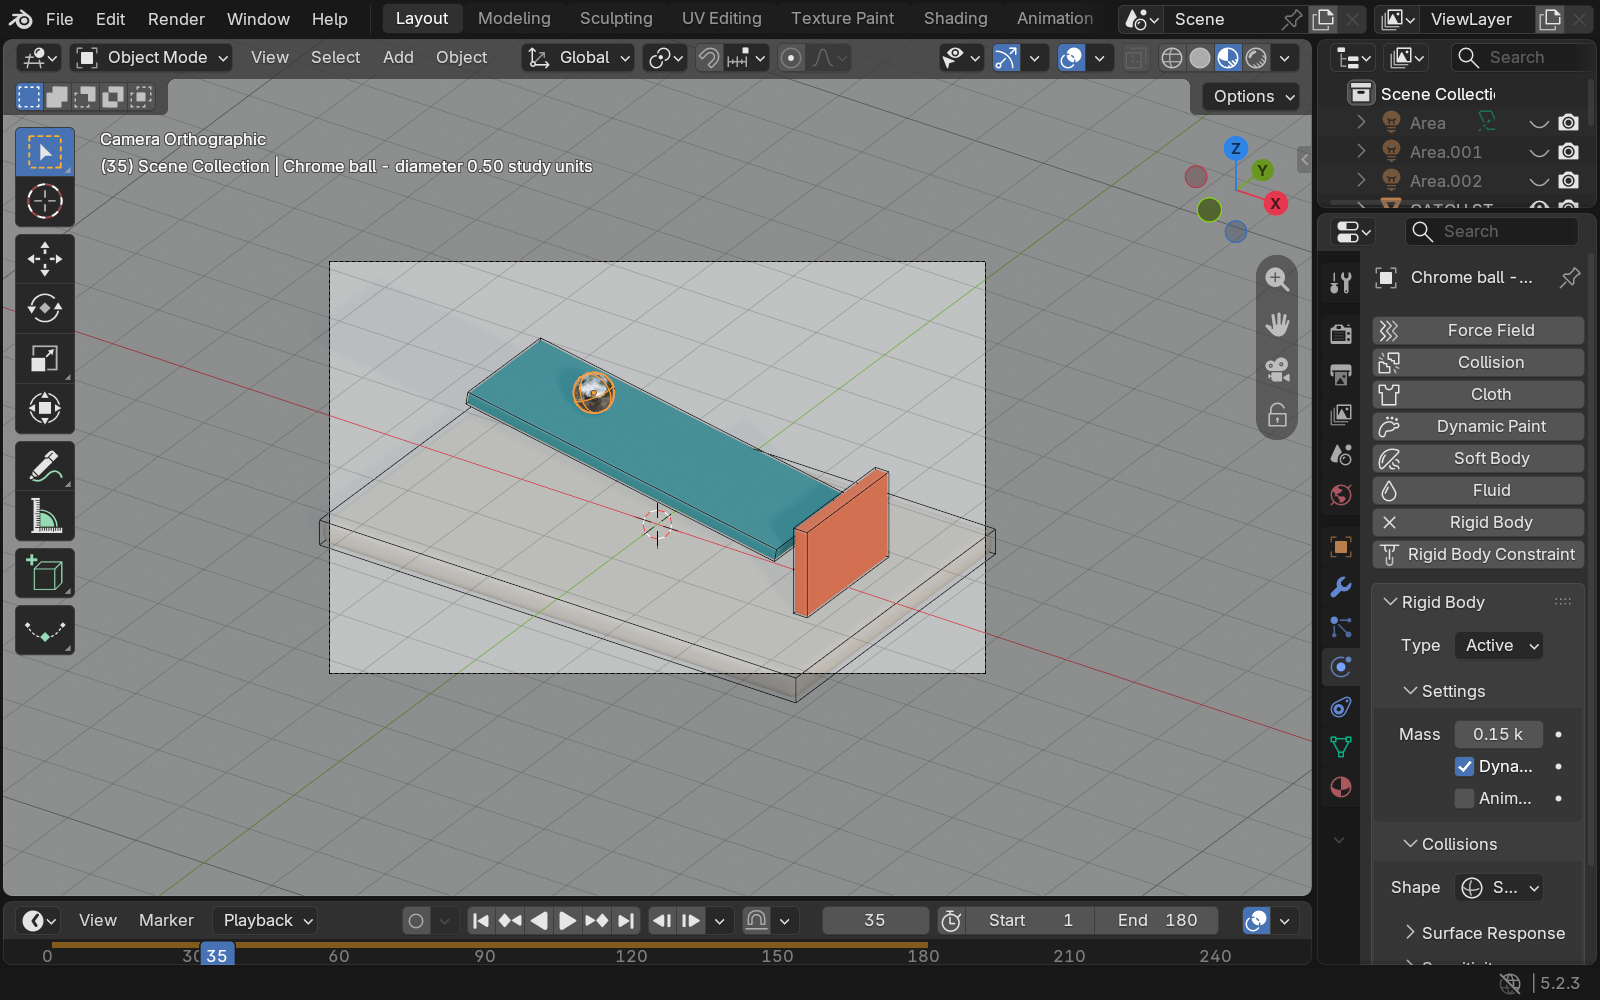 File Edit Render Window Help Layout Modeling Sculpting UV Editing Texture Paint Shading Animation Scene ViewLayer
Object Mode View Select Add Object Global
Search
Options
Scene Collecti
Area
Area.001
Area.002
Camera Orthographic
(35) Scene Collection | Chrome ball - diameter 0.50 study units
Z
Y
X
Search
Chrome ball -...
Force Field
Collision
Cloth
Dynamic Paint
Soft Body
Fluid
Rigid Body
Rigid Body Constraint
Rigid Body
Type Active
Settings
Mass 0.15 k
Dyna...
Anim...
Collisions
Shape S...
Surface Response
View Marker Playback 35 Start 1 End 180
0 35 60 90 120 150 180 210 240
5.2.3